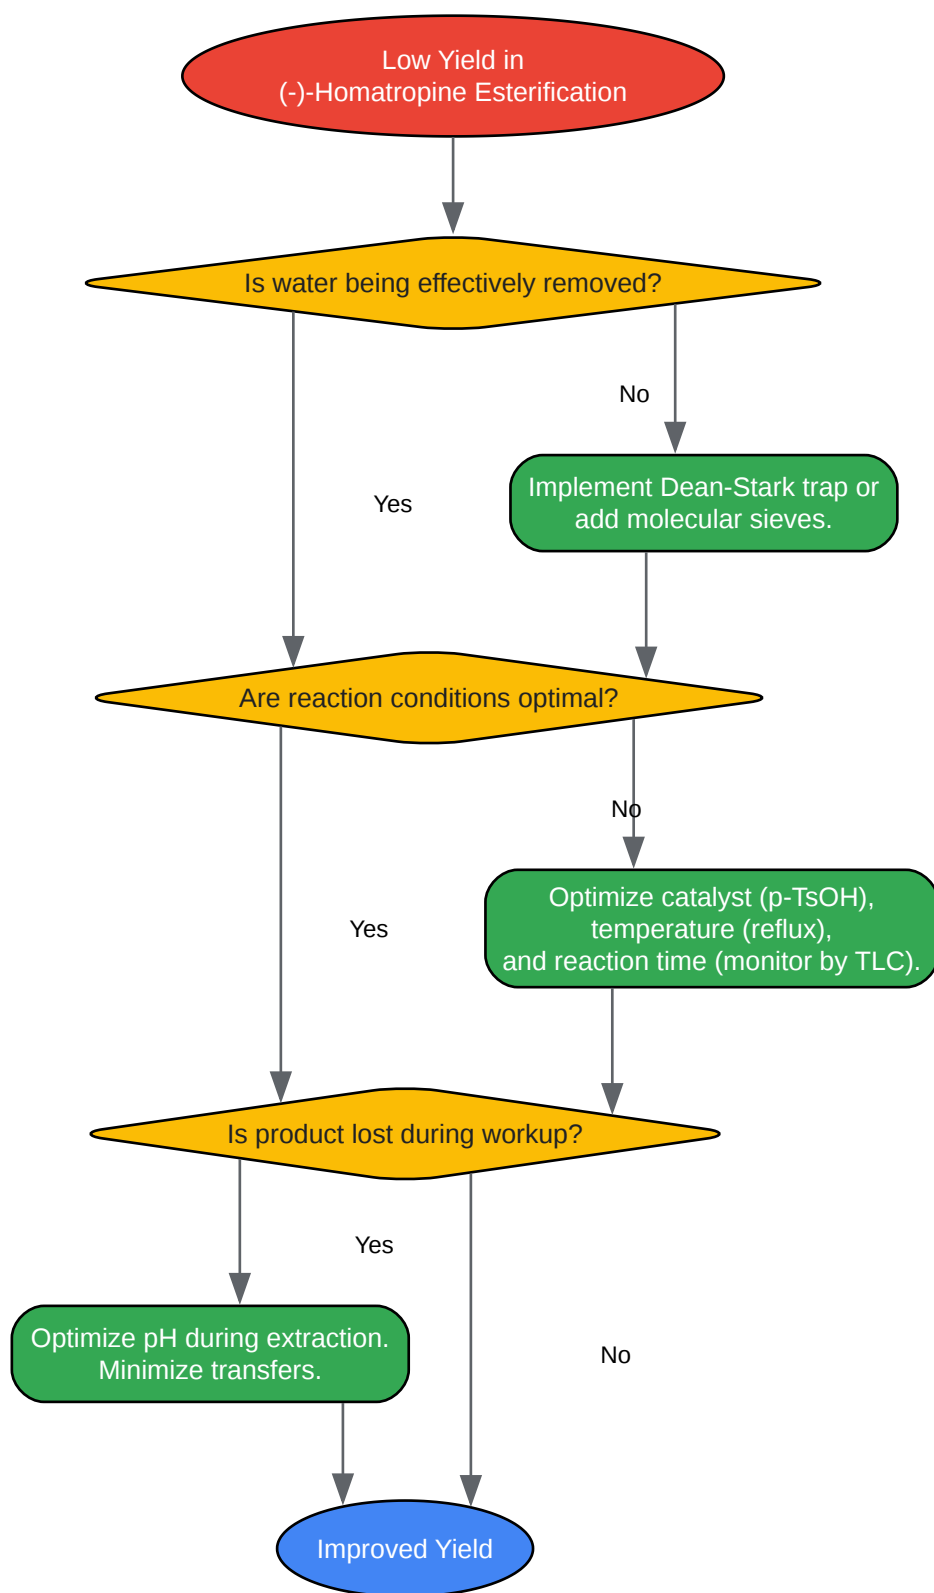 Low Yield in
(-)-Homatropine Esterification
Is water being effectively removed?
No
Implement Dean-Stark trap or
add molecular sieves.
Yes
Are reaction conditions optimal?
No
Optimize catalyst (p-TsOH),
temperature (reflux),
and reaction time (monitor by TLC).
Yes
Is product lost during workup?
Yes
Optimize pH during extraction.
Minimize transfers.
No
Improved Yield